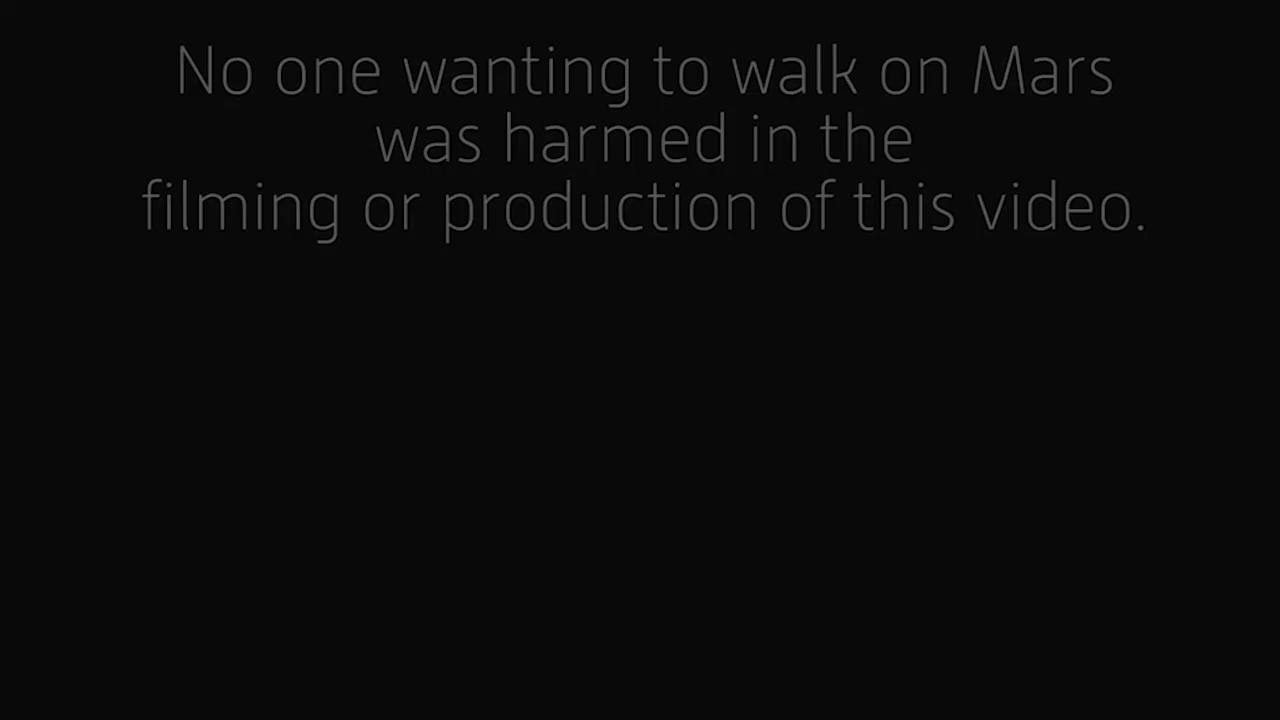 No one wanting to walk on Mars
was harmed in the
filming or production of this video.